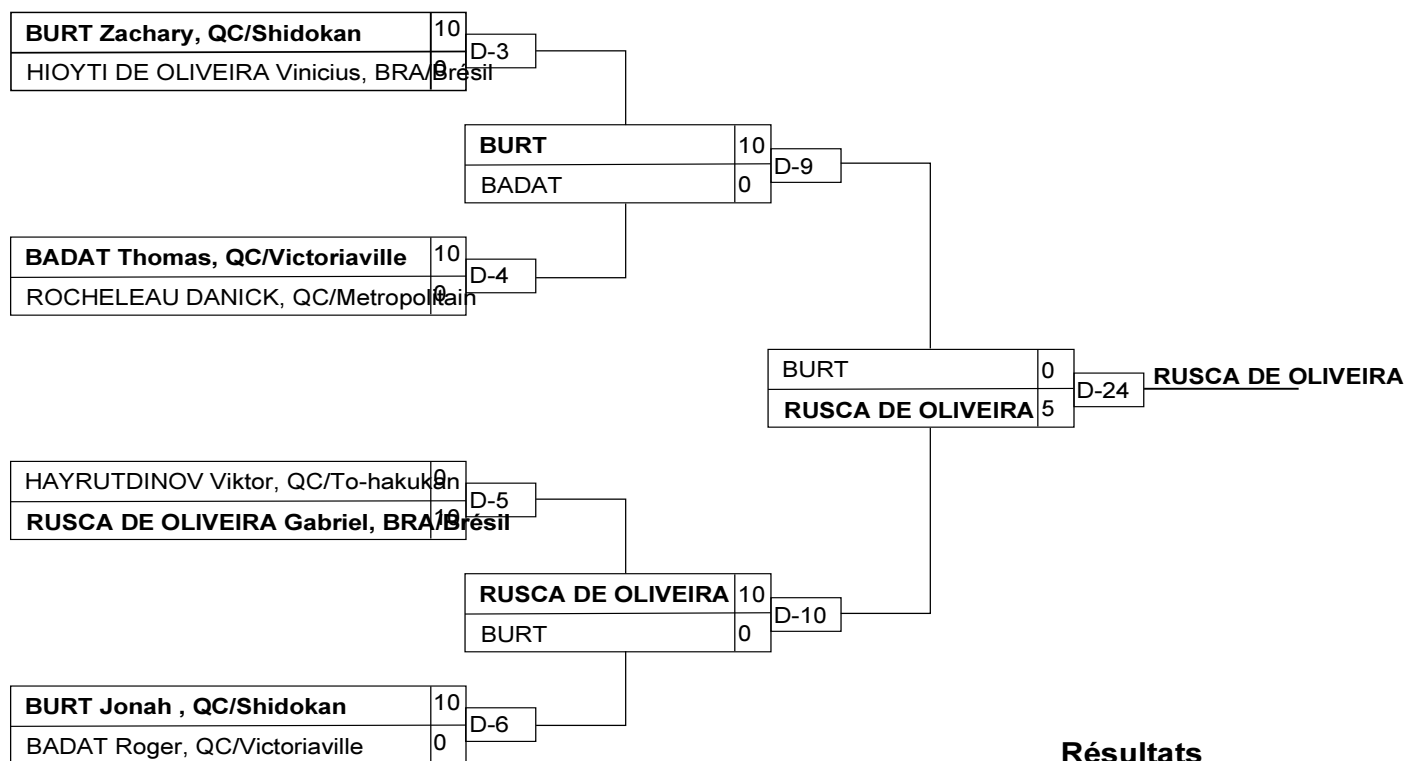 BURT Zachary, QC/Shidokan 10
D-3
HIOYTI DE OLIVEIRA Vinicius, BRA/Brésil 0
BURT 10
D-9
BADAT 0
BADAT Thomas, QC/Victoriaville 10
D-4
ROCHELEAU DANICK, QC/Metropolitain 0
BURT 0
D-24 RUSCA DE OLIVEIRA
RUSCA DE OLIVEIRA 5
HAYRUTDINOV Viktor, QC/To-hakukan 0
D-5
RUSCA DE OLIVEIRA Gabriel, BRA/Brésil 10
RUSCA DE OLIVEIRA 10
D-10
BURT 0
BURT Jonah , QC/Shidokan 10
D-6
BADAT Roger, QC/Victoriaville 0
Résultats